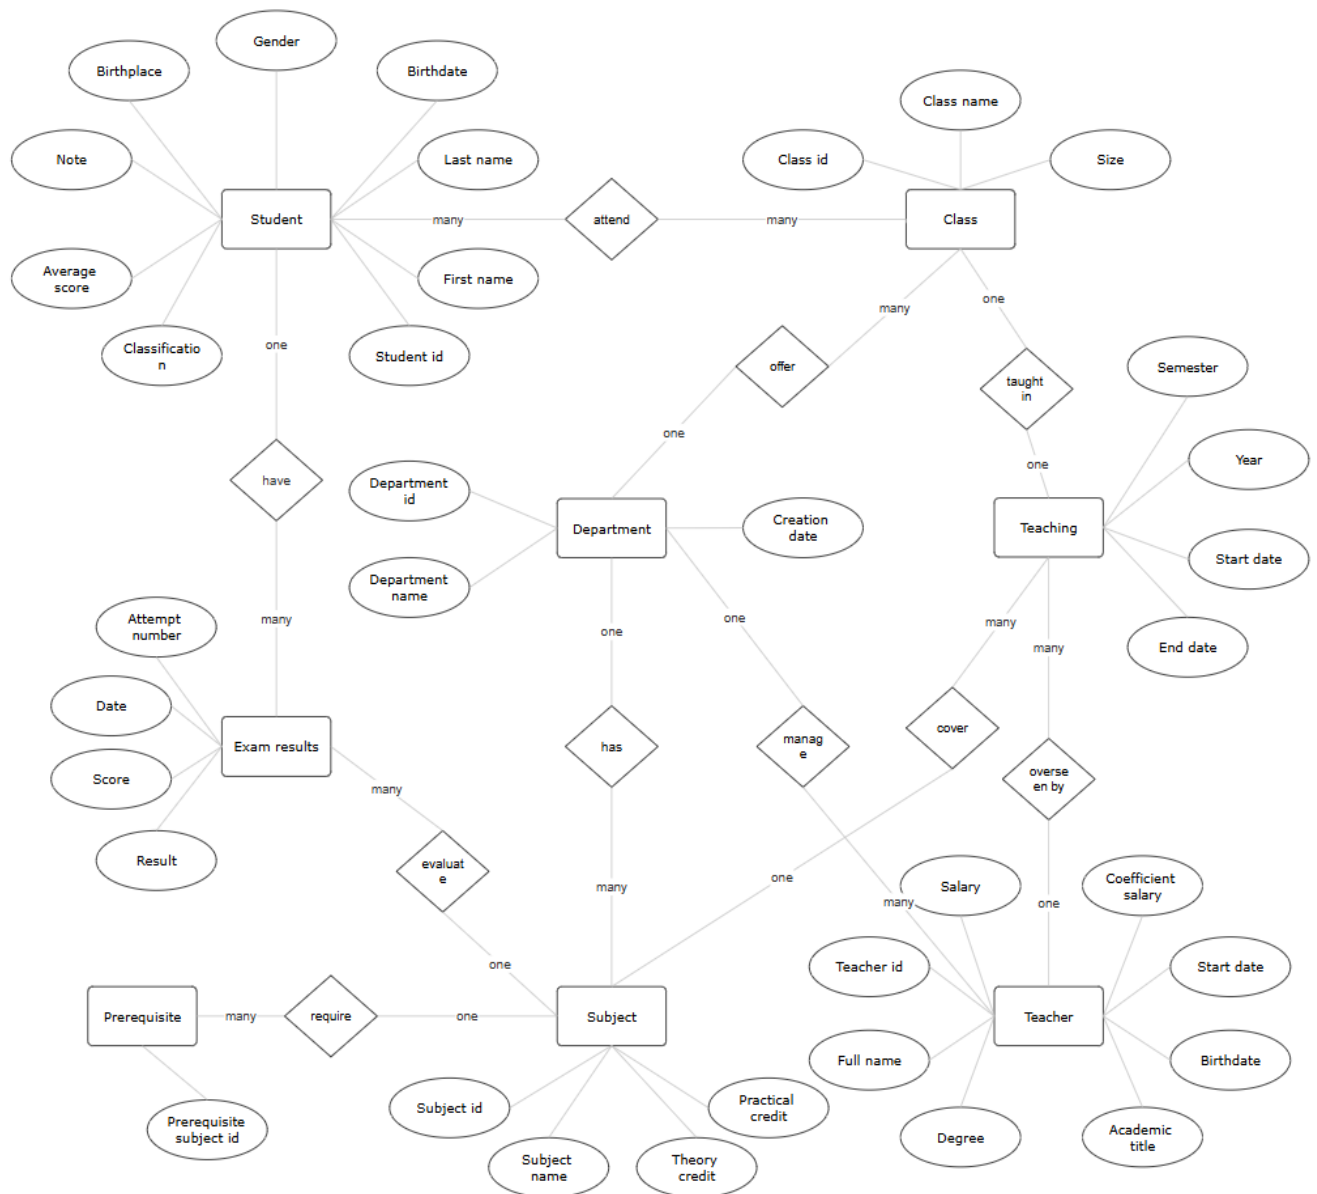 Gender
Birthplace
Birthdate
Class name
Note
Last name
Class id
Size
Student
many
attend
many
Class
Average
score
First name
one
many
Classificatio
n
one
Student id
offer
taught
in
Semester
one
one
Year
have
Department
id
Department
Creation
date
Teaching
Start date
Department
name
Attempt
number
many
one
one
many
many
End date
Date
Exam results
has
manag
e
cover
Score
many
overse
en by
Result
evaluat
e
many
one
Salary
many
one
Coefficient
salary
one
Teacher id
Start date
Prerequisite
many
require
one
Subject
Teacher
Full name
Birthdate
Prerequisite
subject id
Subject id
Practical
credit
Degree
Academic
title
Subject
name
Theory
credit